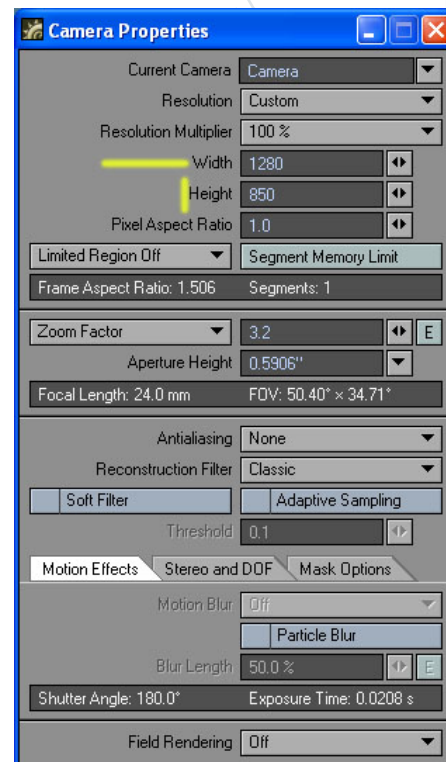 Camera Properties
Current Camera Camera
Resolution Custom
Resolution Multiplier 100 %
Width 1280
Height 850
Pixel Aspect Ratio 1.0
Limited Region Off Segment Memory Limit
Frame Aspect Ratio: 1.506 Segments: 1
Zoom Factor 3.2 E
Aperture Height 0.5906''
Focal Length: 24.0 mm FOV: 50.40° × 34.71°
Antialiasing None
Reconstruction Filter Classic
Soft Filter Adaptive Sampling
Threshold 0.1
Motion Effects Stereo and DOF Mask Options
Motion Blur Off
Particle Blur
Blur Length 50.0 % E
Shutter Angle: 180.0° Exposure Time: 0.0208 s
Field Rendering Off